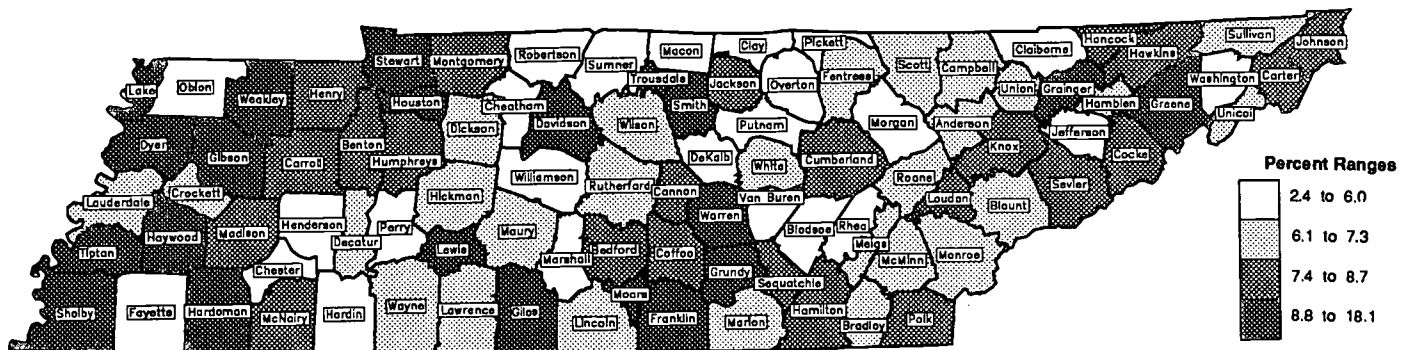 Stewart
Montgomery
Robertson
Sumner
Macon
Clay
Pickett
Claiborne
Hancock
Hawkins
Sullivan
Johnson
Lake
Obion
Weakley
Henry
Houston
Cheatham
Trousdale
Smith
Jackson
Overton
Fentress
Scott
Campbell
Union
Grainger
Hamblen
Greene
Washington
Carter
Unicoi
Dyer
Gibson
Carroll
Benton
Humphreys
Dickson
Davidson
Wilson
DeKalb
Putnam
White
Cumberland
Morgan
Anderson
Knox
Jefferson
Cocke
Lauderdale
Crockett
Hickman
Williamson
Rutherford
Cannon
Van Buren
Roane
Loudon
Blount
Sevier
Tipton
Haywood
Madison
Henderson
Decatur
Perry
Lewis
Maury
Marshall
Bedford
Coffee
Warren
Grundy
Sequatchie
Bledsoe
Rhea
Meigs
McMinn
Monroe
Shelby
Fayette
Hardeman
Chester
McNairy
Hardin
Wayne
Lawrence
Giles
Lincoln
Moore
Franklin
Marion
Hamilton
Bradley
Polk
Percent Ranges
2.4 to 6.0
6.1 to 7.3
7.4 to 8.7
8.8 to 18.1